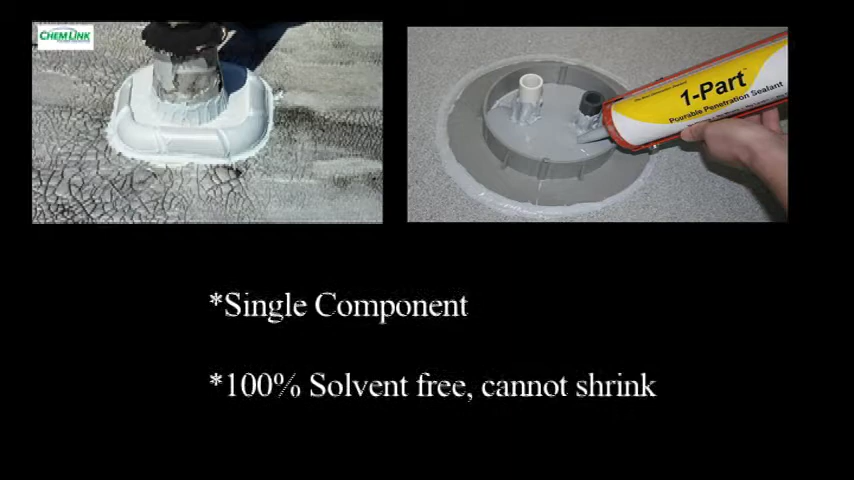 CHEMLINK
1-Part
Pourable Penetration Sealant
*Single Component
*100% Solvent free, cannot shrink